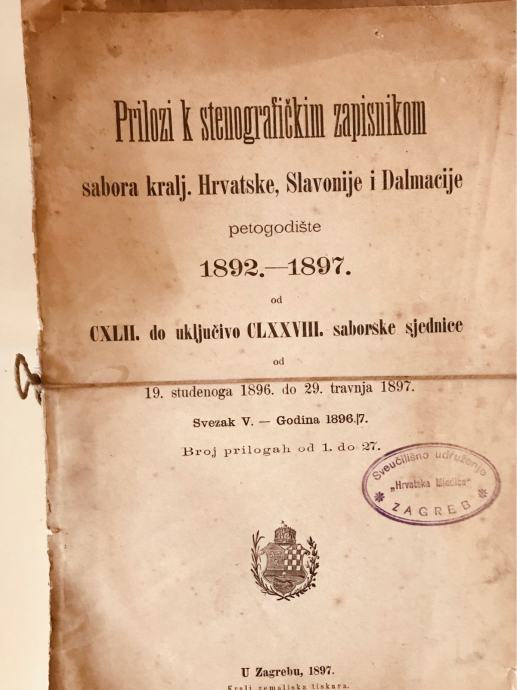 Prilozi k stenografičkim zapisnikom
sabora kralj. Hrvatske, Slavonije i Dalmacije
petogodište
1892.—1897.
od
CXLII. do uključivo CLXXVIII. saborske sjednice
od
19. studenoga 1896. do 29. travnja 1897.
Svezak V. — Godina 1896.|7.
Broj prilogah od 1. do 27.
Sveučilišno udruženje
„Hrvatska Mladica"
ZAGREB
U Zagrebu, 1897.
Kralj. zemaljska tiskara.